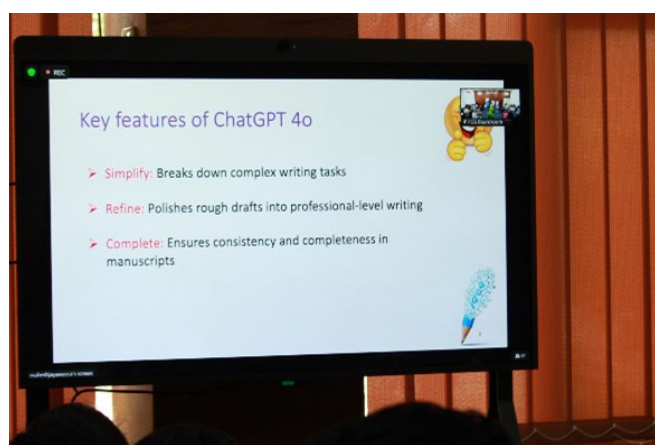 REC
Key features of ChatGPT 4o
➢ Simplify: Breaks down complex writing tasks
➢ Refine: Polishes rough drafts into professional-level writing
➢ Complete: Ensures consistency and completeness in
manuscripts